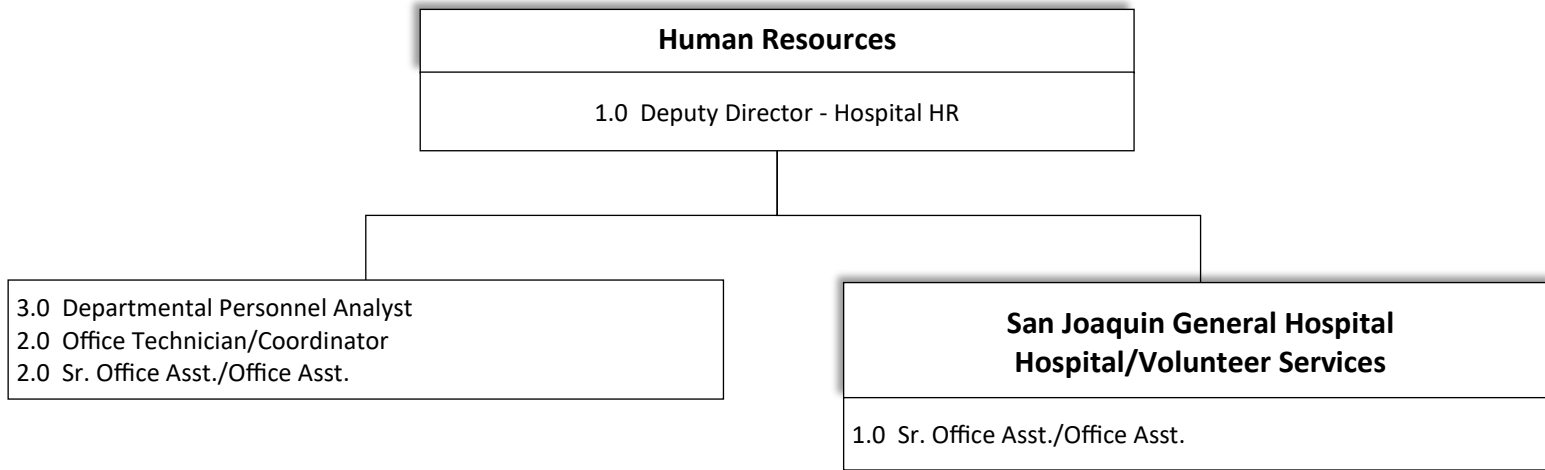 Human Resources
1.0 Deputy Director - Hospital HR
3.0 Departmental Personnel Analyst
2.0 Office Technician/Coordinator
2.0 Sr. Office Asst./Office Asst.
San Joaquin General Hospital
Hospital/Volunteer Services
1.0 Sr. Office Asst./Office Asst.